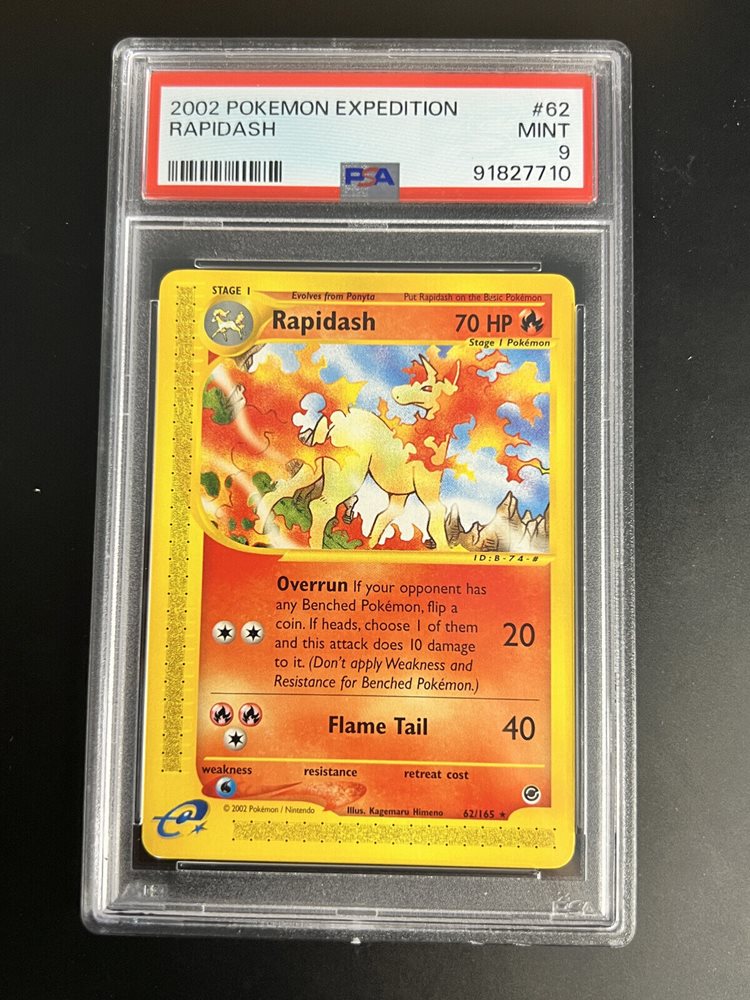 2002 POKEMON EXPEDITION #62
RAPIDASH MINT
9
PSA 91827710
STAGE 1 Evolves from Ponyta Put Rapidash on the Basic Pokémon
Rapidash 70 HP
Stage 1 Pokémon
ID:B-74-#
Overrun If your opponent has
any Benched Pokémon, flip a
coin. If heads, choose 1 of them
and this attack does 10 damage
to it. (Don't apply Weakness and
Resistance for Benched Pokémon.)
20
Flame Tail 40
weakness resistance retreat cost
© 2002 Pokémon / Nintendo Illus. Kagemaru Himeno 62/165 ★
e